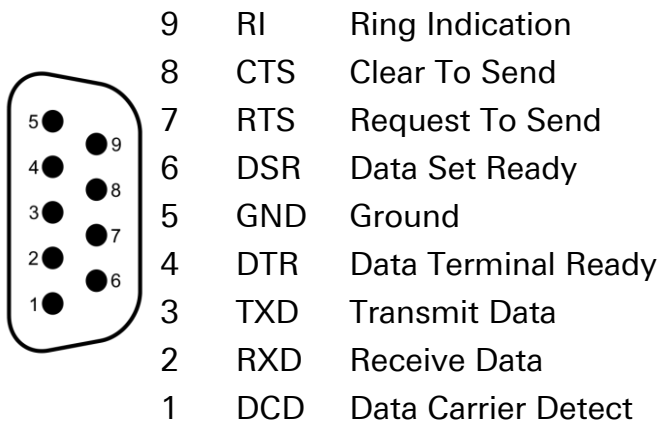 9 RI Ring Indication
8 CTS Clear To Send
7 RTS Request To Send
6 DSR Data Set Ready
5 GND Ground
4 DTR Data Terminal Ready
3 TXD Transmit Data
2 RXD Receive Data
1 DCD Data Carrier Detect
5
9
4
8
3
7
2
6
1